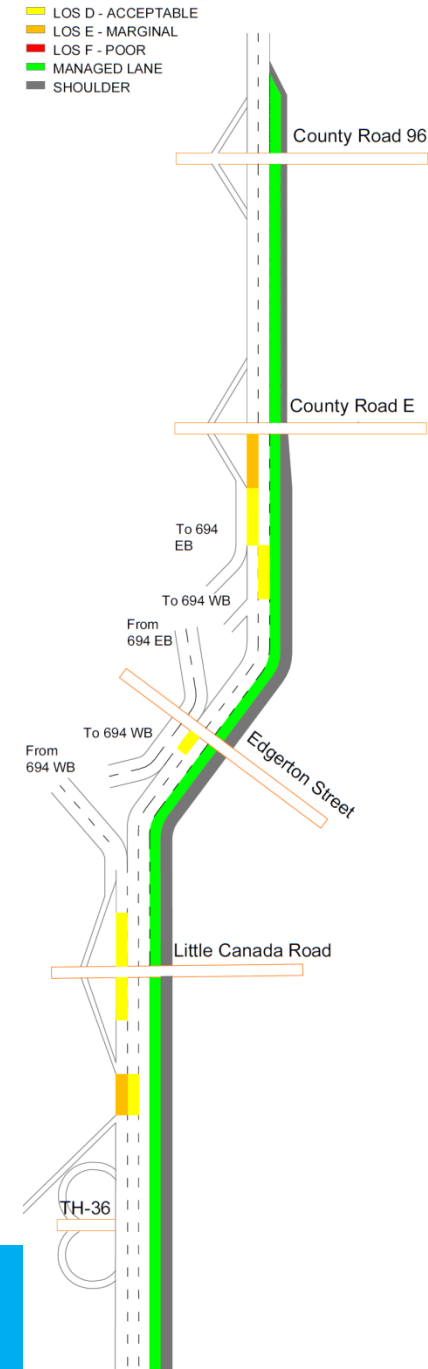 LOS D - ACCEPTABLE
LOS E - MARGINAL
LOS F - POOR
MANAGED LANE
SHOULDER
County Road 96
County Road E
To 694
EB
To 694 WB
From
694 EB
To 694 WB
From
694 WB
Edgerton Street
Little Canada Road
TH-36